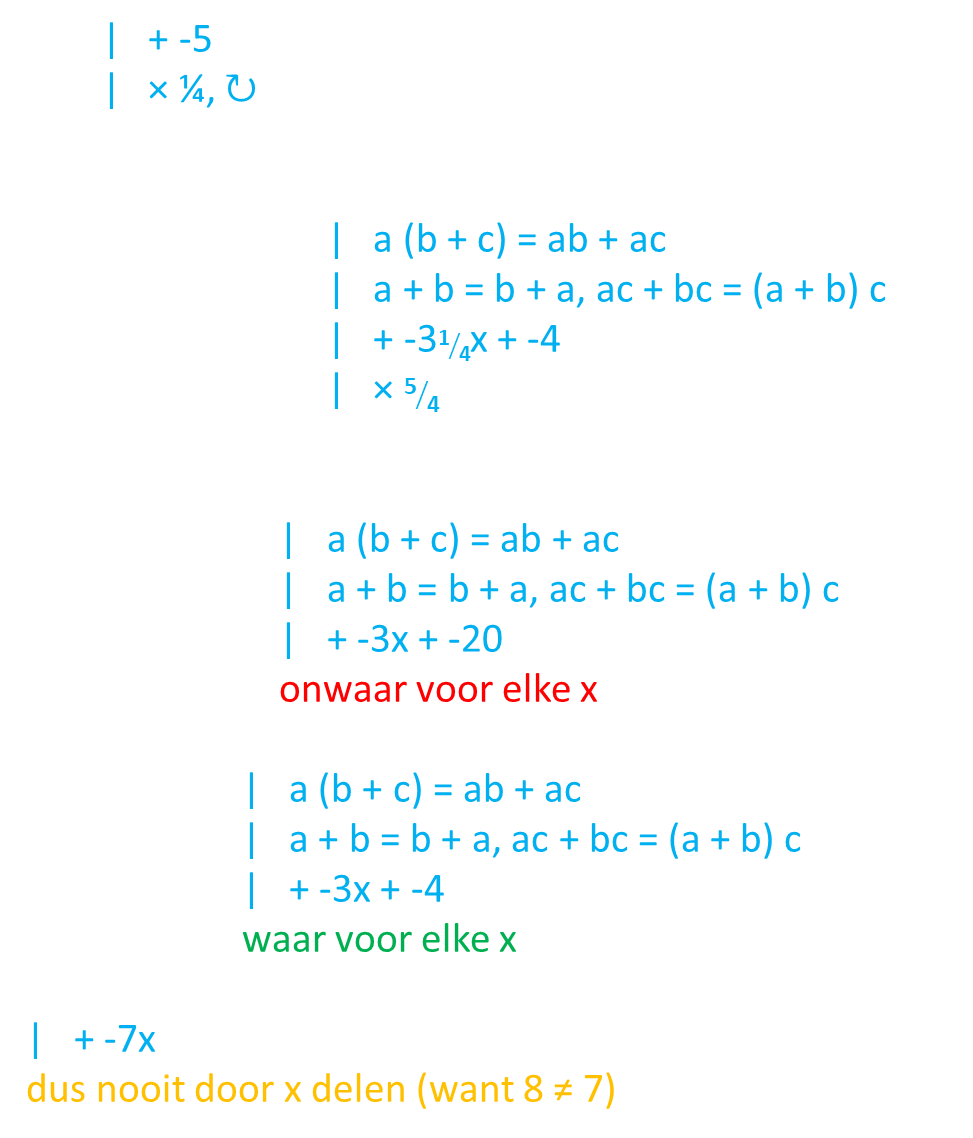 | + -5
| × ¼, ↻
| a (b + c) = ab + ac
| a + b = b + a, ac + bc = (a + b) c
| + -3¹/₄x + -4
| × ⁵/₄
| a (b + c) = ab + ac
| a + b = b + a, ac + bc = (a + b) c
| + -3x + -20
onwaar voor elke x
| a (b + c) = ab + ac
| a + b = b + a, ac + bc = (a + b) c
| + -3x + -4
waar voor elke x
| + -7x
dus nooit door x delen (want 8 ≠ 7)